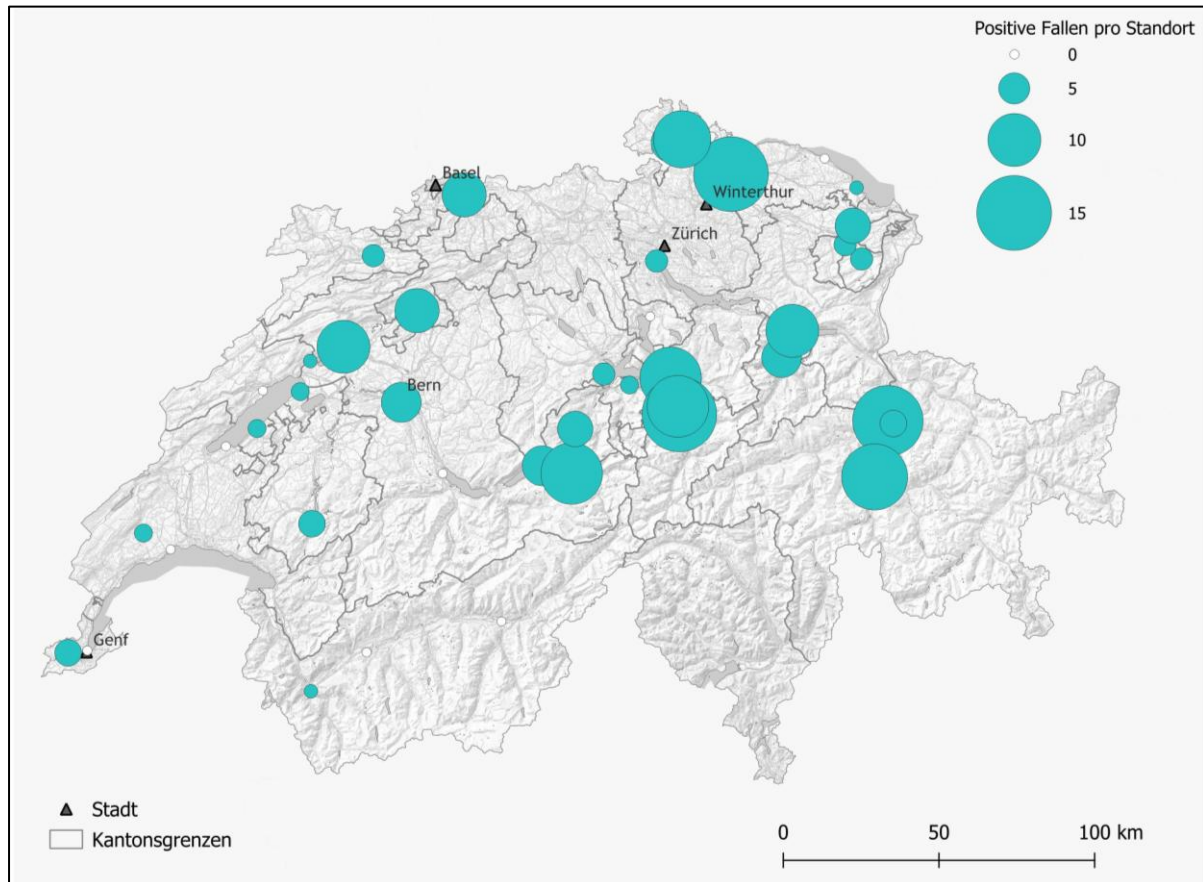 Positive Fallen pro Standort
0
5
10
15
Basel
Winterthur
Zürich
Bern
Genf
Stadt
Kantonsgrenzen
0 50 100 km